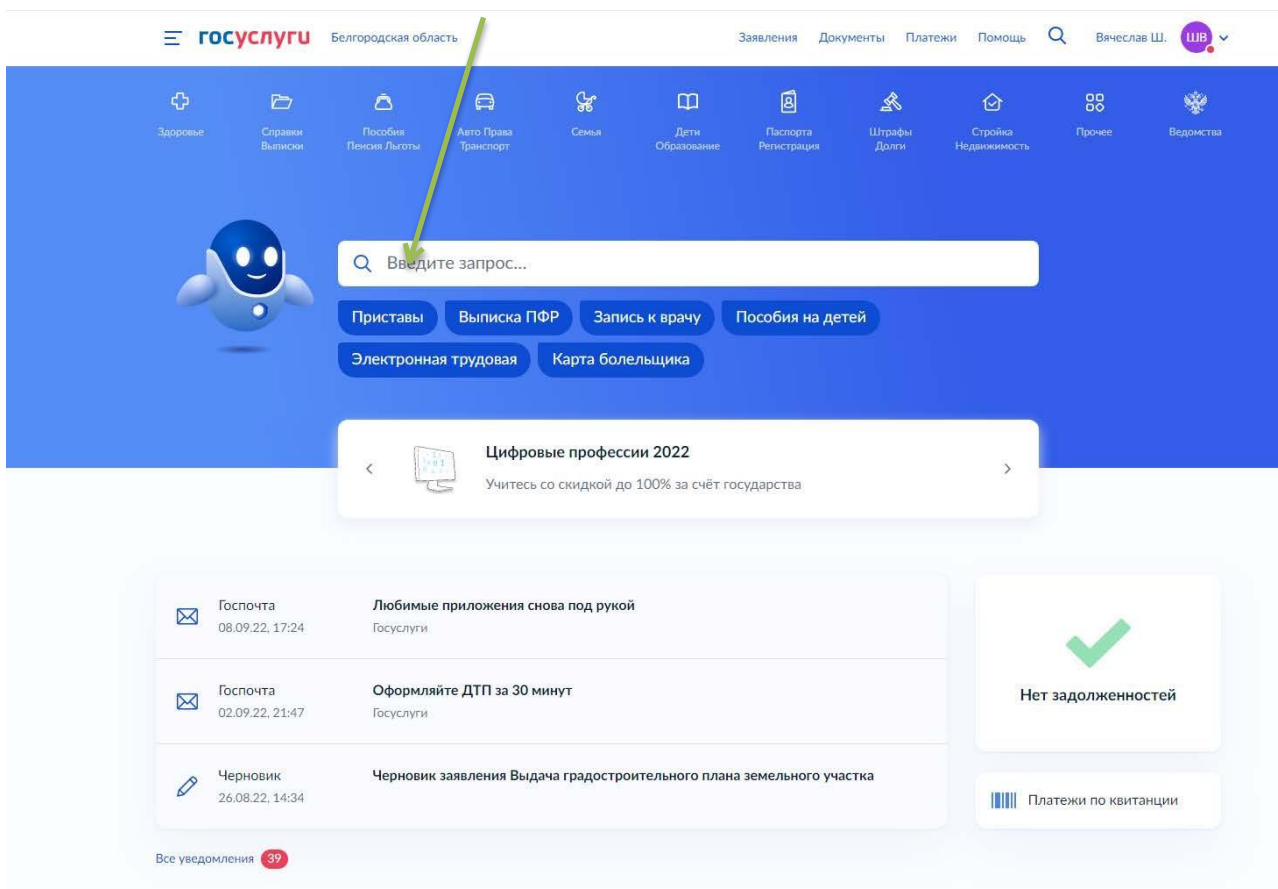 госуслуги Белгородская область Заявления Документы Платежи Помощь Вячеслав Ш. ШВ
Здоровье
Справки
Выписки
Пособия
Пенсия Льготы
Авто Права
Транспорт
Семья
Дети
Образование
Паспорта
Регистрация
Штрафы
Долги
Стройка
Недвижимость
Прочее
Ведомства
Введите запрос...
Приставы Выписка ПФР Запись к врачу Пособия на детей
Электронная трудовая Карта болельщика
Цифровые профессии 2022
Учитесь со скидкой до 100% за счёт государства
Госпочта
08.09.22, 17:24
Любимые приложения снова под рукой
Госуслуги
Госпочта
02.09.22, 21:47
Оформляйте ДТП за 30 минут
Госуслуги
Черновик
26.08.22, 14:34
Черновик заявления Выдача градостроительного плана земельного участка
Нет задолженностей
Платежи по квитанции
Все уведомления 39